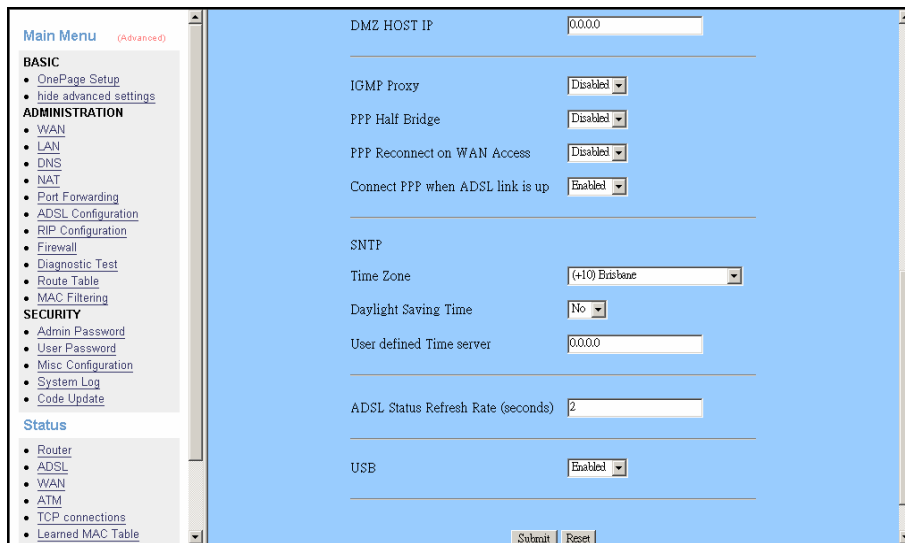 Main Menu (Advanced)
BASIC
OnePage Setup
hide advanced settings
ADMINISTRATION
WAN
LAN
DNS
NAT
Port Forwarding
ADSL Configuration
RIP Configuration
Firewall
Diagnostic Test
Route Table
MAC Filtering
SECURITY
Admin Password
User Password
Misc Configuration
System Log
Code Update
Status
Router
ADSL
WAN
ATM
TCP connections
Learned MAC Table
DMZ HOST IP 0.0.0.0
IGMP Proxy Disabled
PPP Half Bridge Disabled
PPP Reconnect on WAN Access Disabled
Connect PPP when ADSL link is up Enabled
SNTP
Time Zone (+10) Brisbane
Daylight Saving Time No
User defined Time server 0.0.0.0
ADSL Status Refresh Rate (seconds) 2
USB Enabled
Submit Reset